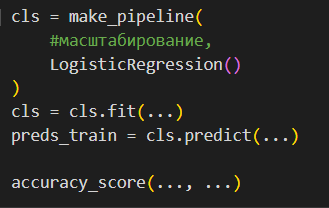 cls = make_pipeline(
    #масштабирование,
    LogisticRegression()
)
cls = cls.fit(...)
preds_train = cls.predict(...)

accuracy_score(..., ...)